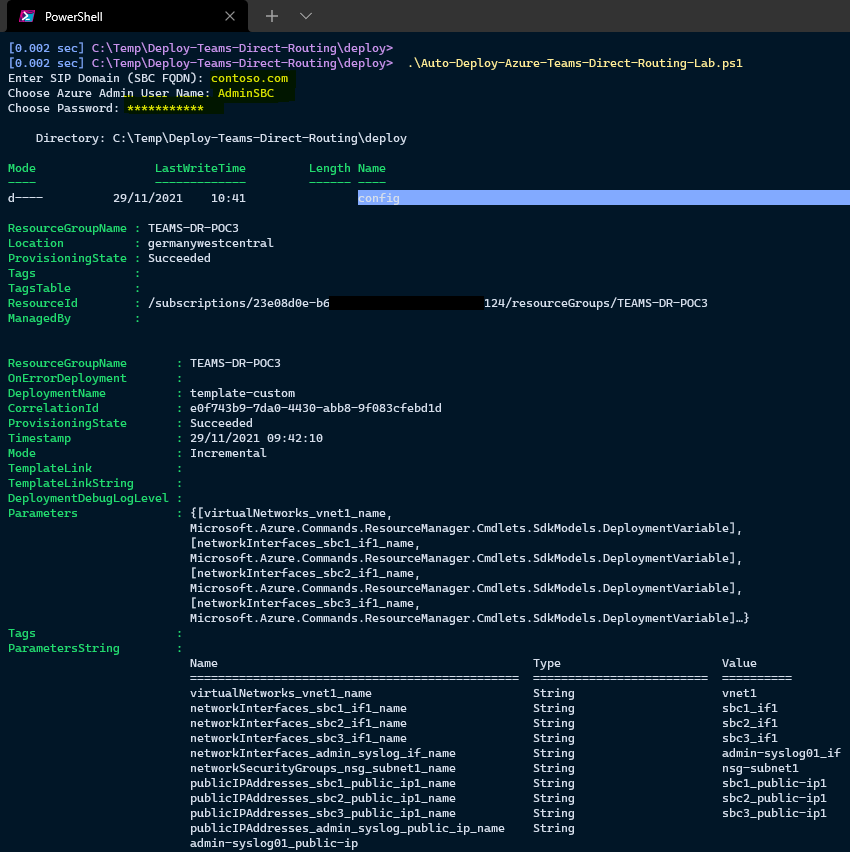 PowerShell
[0.002 sec] C:\Temp\Deploy-Teams-Direct-Routing\deploy>
[0.002 sec] C:\Temp\Deploy-Teams-Direct-Routing\deploy> .\Auto-Deploy-Azure-Teams-Direct-Routing-Lab.ps1
Enter SIP Domain (SBC FQDN): contoso.com
Choose Azure Admin User Name: AdminSBC
Choose Password: ***********
Directory: C:\Temp\Deploy-Teams-Direct-Routing\deploy
Mode LastWriteTime Length Name
---- ------------- ------ ----
d---- 29/11/2021 10:41 config
ResourceGroupName : TEAMS-DR-POC3
Location : germanywestcentral
ProvisioningState : Succeeded
Tags :
TagsTable :
ResourceId : /subscriptions/23e08d0e-b6 124/resourceGroups/TEAMS-DR-POC3
ManagedBy :
ResourceGroupName : TEAMS-DR-POC3
OnErrorDeployment :
DeploymentName : template-custom
CorrelationId : e0f743b9-7da0-4430-abb8-9f083cfebd1d
ProvisioningState : Succeeded
Timestamp : 29/11/2021 09:42:10
Mode : Incremental
TemplateLink :
TemplateLinkString :
DeploymentDebugLogLevel :
Parameters : {[virtualNetworks_vnet1_name,
Microsoft.Azure.Commands.ResourceManager.Cmdlets.SdkModels.DeploymentVariable],
[networkInterfaces_sbc1_if1_name,
Microsoft.Azure.Commands.ResourceManager.Cmdlets.SdkModels.DeploymentVariable],
[networkInterfaces_sbc2_if1_name,
Microsoft.Azure.Commands.ResourceManager.Cmdlets.SdkModels.DeploymentVariable],
[networkInterfaces_sbc3_if1_name,
Microsoft.Azure.Commands.ResourceManager.Cmdlets.SdkModels.DeploymentVariable]…}
Tags :
ParametersString :
Name Type Value
=============================================== ========================= ==========
virtualNetworks_vnet1_name String vnet1
networkInterfaces_sbc1_if1_name String sbc1_if1
networkInterfaces_sbc2_if1_name String sbc2_if1
networkInterfaces_sbc3_if1_name String sbc3_if1
networkInterfaces_admin_syslog_if_name String admin-syslog01_if
networkSecurityGroups_nsg_subnet1_name String nsg-subnet1
publicIPAddresses_sbc1_public_ip1_name String sbc1_public-ip1
publicIPAddresses_sbc2_public_ip1_name String sbc2_public-ip1
publicIPAddresses_sbc3_public_ip1_name String sbc3_public-ip1
publicIPAddresses_admin_syslog_public_ip_name String
admin-syslog01_public-ip